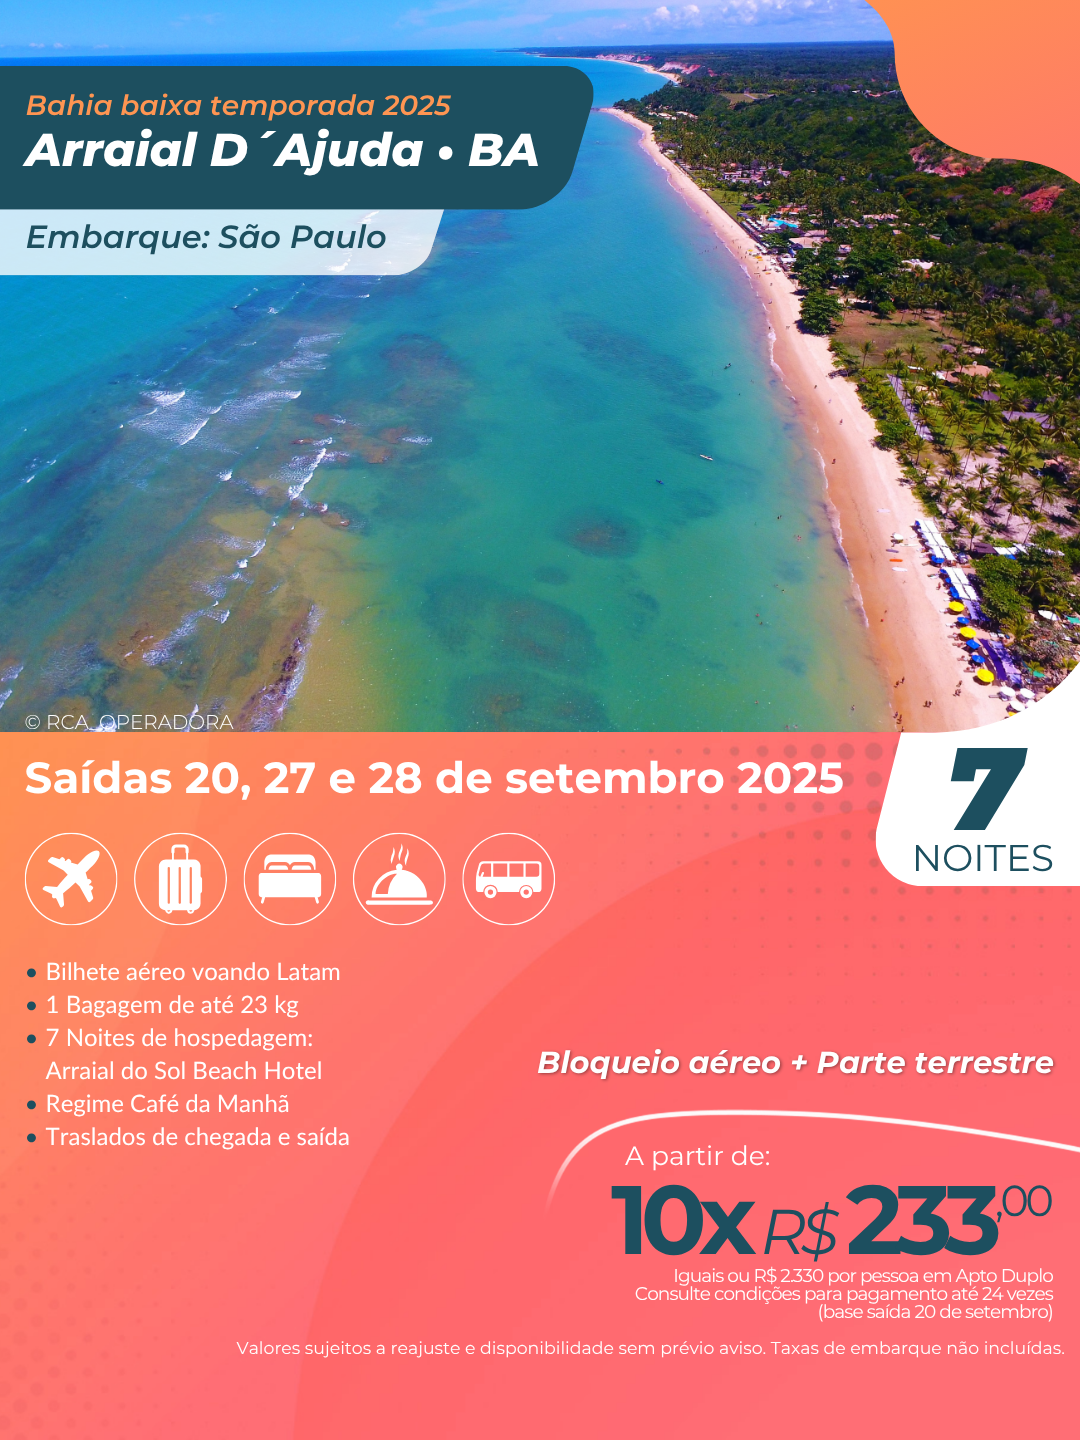 Bahia baixa temporada 2025
Arraial D´Ajuda • BA
Embarque: São Paulo
© RCA_OPERADORA
Saídas 20, 27 e 28 de setembro 2025
7
NOITES
• Bilhete aéreo voando Latam
• 1 Bagagem de até 23 kg
• 7 Noites de hospedagem:
Arraial do Sol Beach Hotel
• Regime Café da Manhã
• Traslados de chegada e saída
Bloqueio aéreo + Parte terrestre
A partir de:
10x R$ 233,00
Iguais ou R$ 2.330 por pessoa em Apto Duplo
Consulte condições para pagamento até 24 vezes
(base saída 20 de setembro)
Valores sujeitos a reajuste e disponibilidade sem prévio aviso. Taxas de embarque não incluídas.